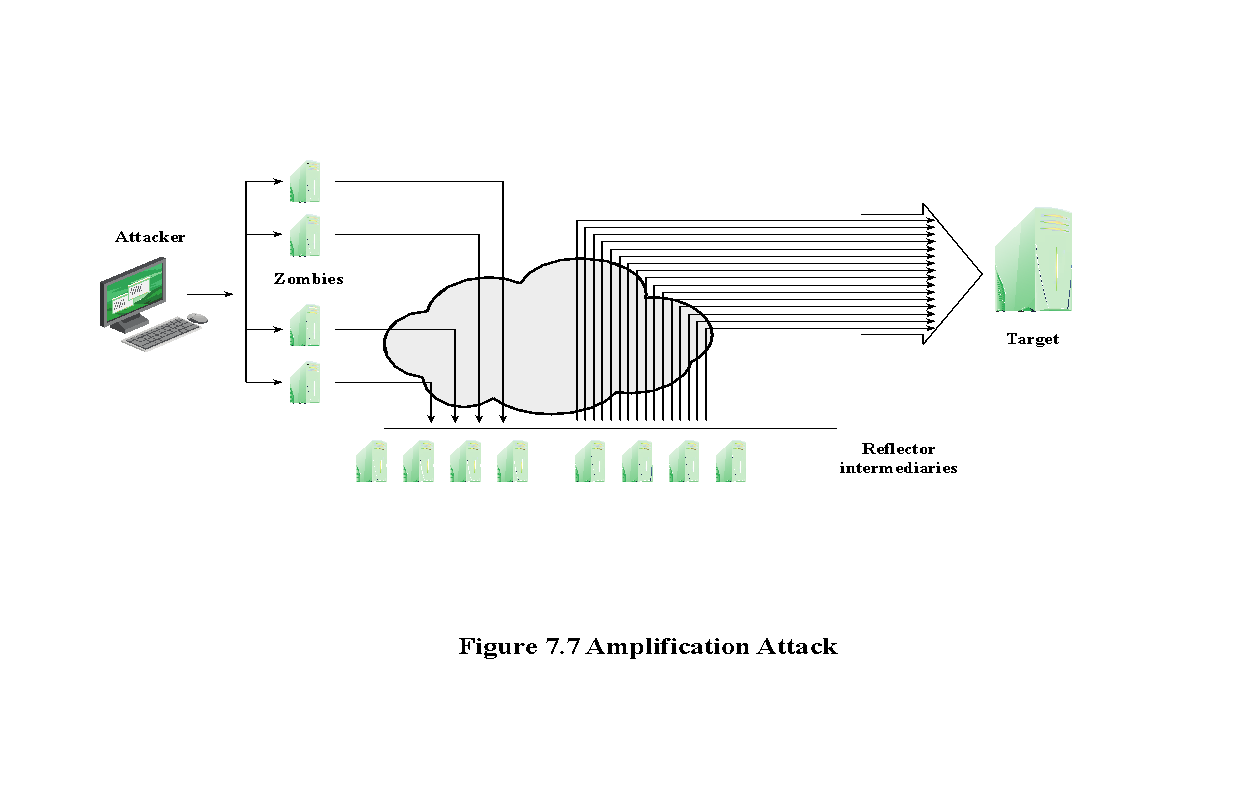 Attacker
Zombies
Target
Reflector
intermediaries
Figure 7.7 Amplification Attack